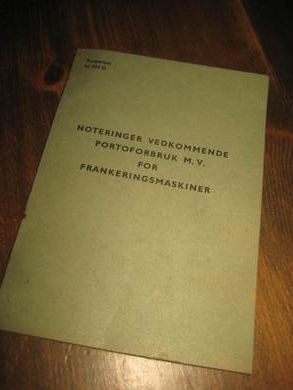 NOTERINGER VEDKOMMENDE
PORTOFORBRUK M. V.
FOR
FRANKERINGSMASKINER